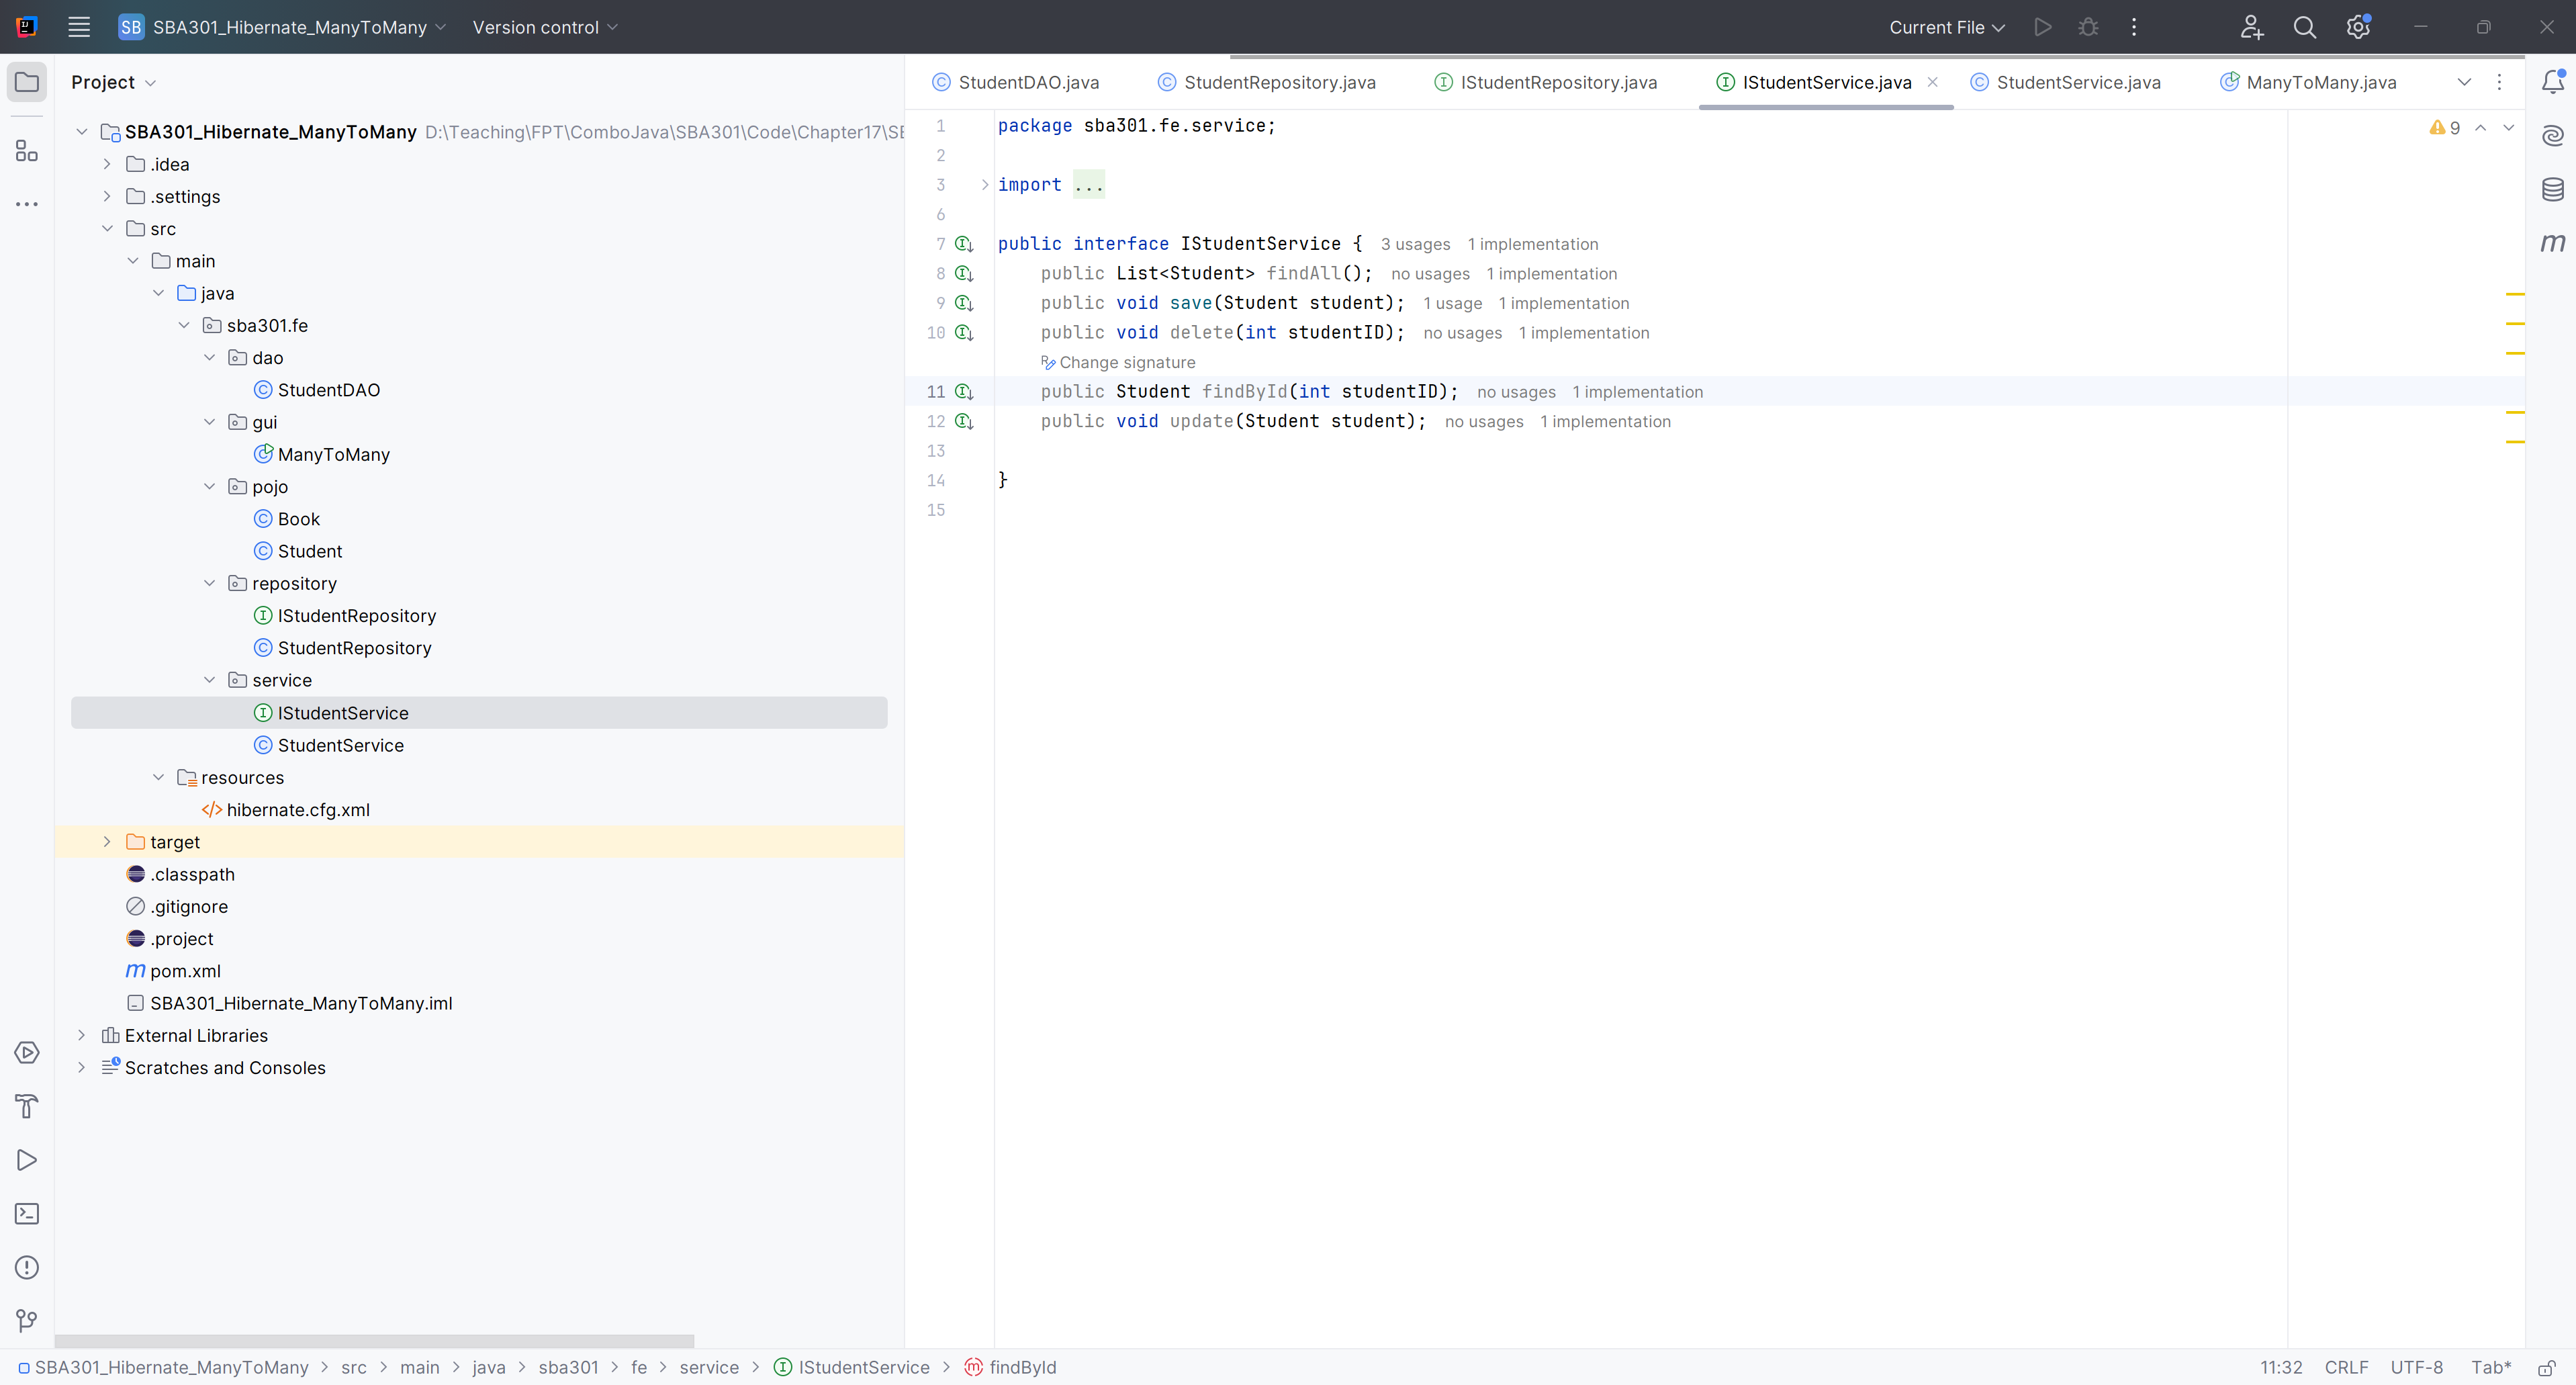 SB SBA301_Hibernate_ManyToMany Version control Current File
Project
SBA301_Hibernate_ManyToMany D:\Teaching\FPT\ComboJava\SBA301\Code\Chapter17\SE
.idea
.settings
src
main
java
sba301.fe
dao
StudentDAO
gui
ManyToMany
pojo
Book
Student
repository
IStudentRepository
StudentRepository
service
IStudentService
StudentService
resources
hibernate.cfg.xml
target
.classpath
.gitignore
.project
pom.xml
SBA301_Hibernate_ManyToMany.iml
External Libraries
Scratches and Consoles
StudentDAO.java StudentRepository.java IStudentRepository.java IStudentService.java StudentService.java ManyToMany.java
9
1 package sba301.fe.service;
2
3 import ...
6
7 public interface IStudentService { 3 usages 1 implementation
8 public List<Student> findAll(); no usages 1 implementation
9 public void save(Student student); 1 usage 1 implementation
10 public void delete(int studentID); no usages 1 implementation
Change signature
11 public Student findById(int studentID); no usages 1 implementation
12 public void update(Student student); no usages 1 implementation
13
14 }
15
SBA301_Hibernate_ManyToMany > src > main > java > sba301 > fe > service > IStudentService > findById
11:32 CRLF UTF-8 Tab*